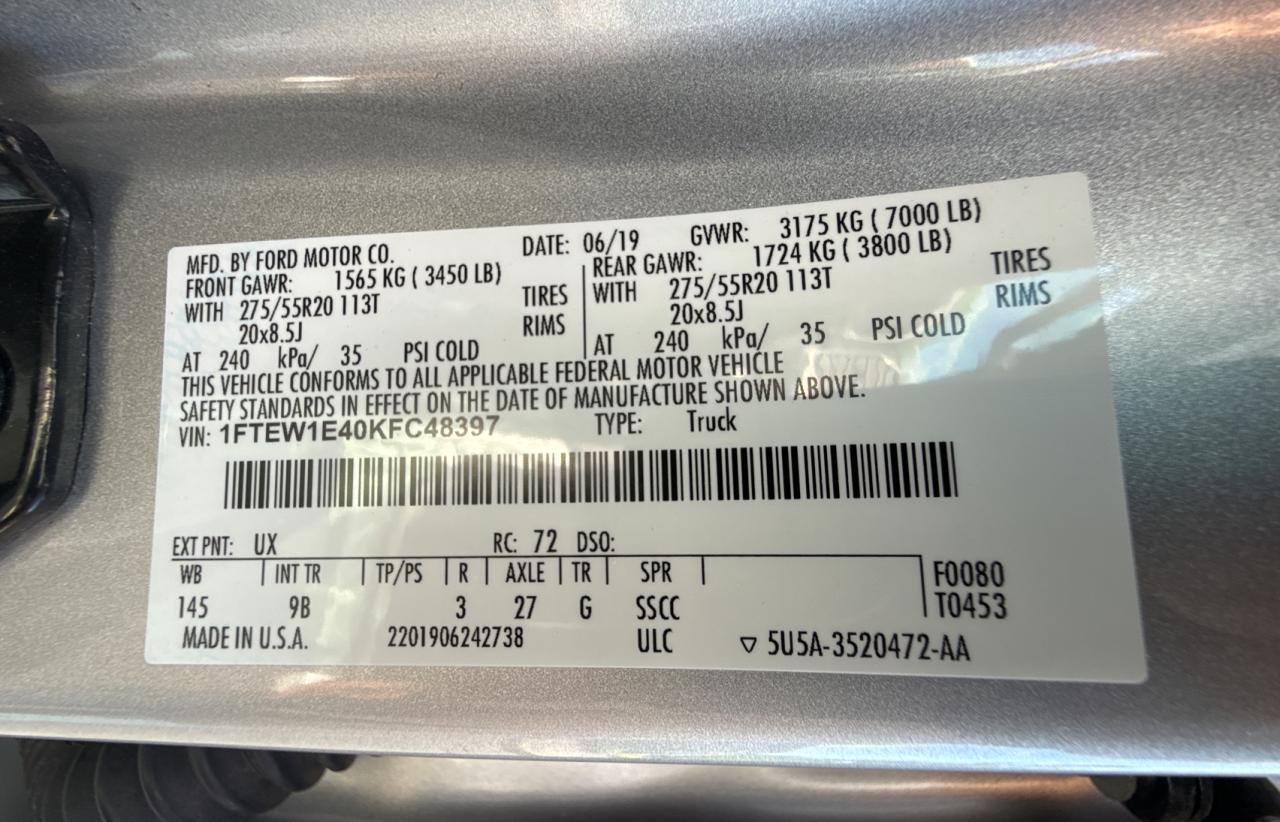 MFD. BY FORD MOTOR CO. DATE: 06/19 GVWR: 3175 KG ( 7000 LB)
FRONT GAWR: 1565 KG ( 3450 LB) REAR GAWR: 1724 KG ( 3800 LB)
WITH 275/55R20 113T TIRES WITH 275/55R20 113T TIRES
20x8.5J RIMS 20x8.5J RIMS
AT 240 kPa/ 35 PSI COLD AT 240 kPa/ 35 PSI COLD
THIS VEHICLE CONFORMS TO ALL APPLICABLE FEDERAL MOTOR VEHICLE
SAFETY STANDARDS IN EFFECT ON THE DATE OF MANUFACTURE SHOWN ABOVE.
VIN: 1FTEW1E40KFC48397 TYPE: Truck
EXT PNT: UX RC: 72 DSO:
WB INT TR TP/PS R AXLE TR SPR F0080
145 9B 3 27 G SSCC T0453
MADE IN U.S.A. 2201906242738 ULC ▽ 5U5A-3520472-AA